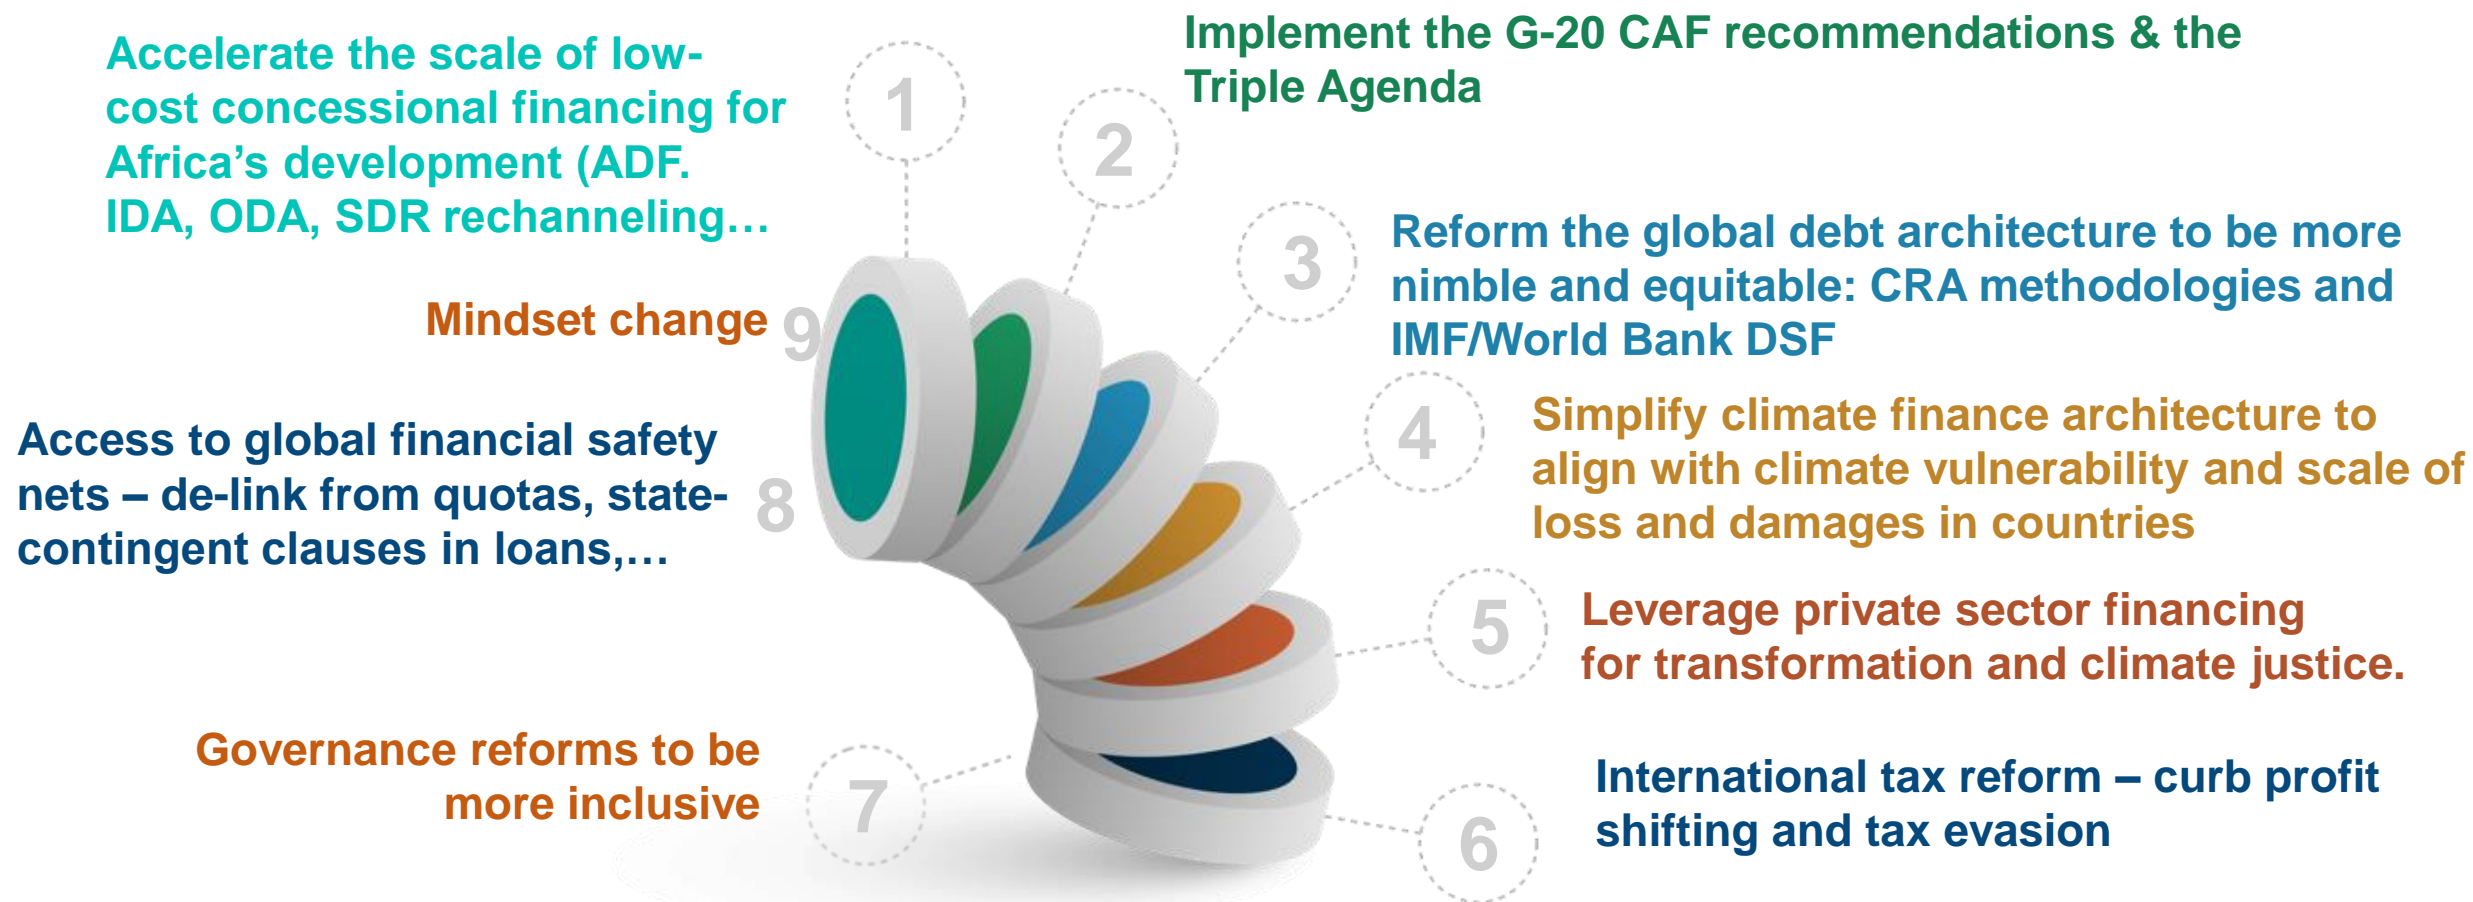 1
Accelerate the scale of low-
cost concessional financing for
Africa’s development (ADF.
IDA, ODA, SDR rechanneling…
2
Implement the G-20 CAF recommendations & the
Triple Agenda
3
Reform the global debt architecture to be more
nimble and equitable: CRA methodologies and
IMF/World Bank DSF
4
Simplify climate finance architecture to
align with climate vulnerability and scale of
loss and damages in countries
5
Leverage private sector financing
for transformation and climate justice.
6
International tax reform – curb profit
shifting and tax evasion
7
Governance reforms to be
more inclusive
8
Access to global financial safety
nets – de-link from quotas, state-
contingent clauses in loans,…
9
Mindset change